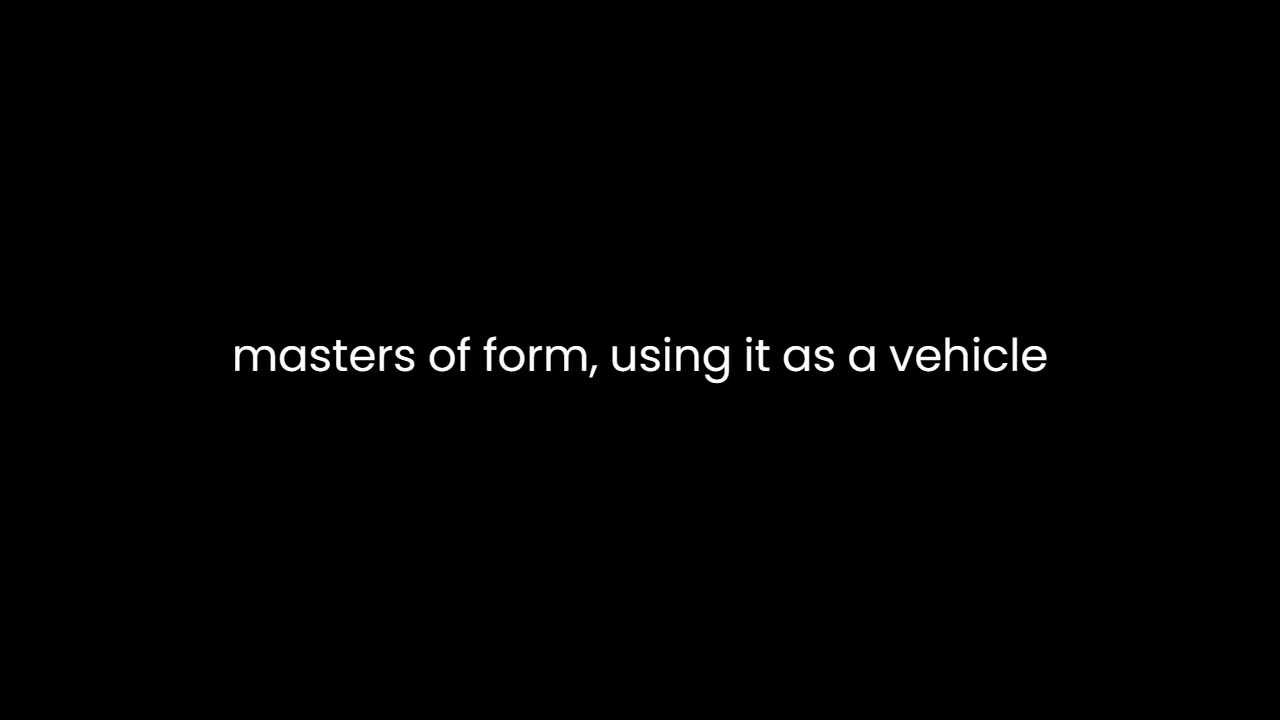 masters of form, using it as a vehicle